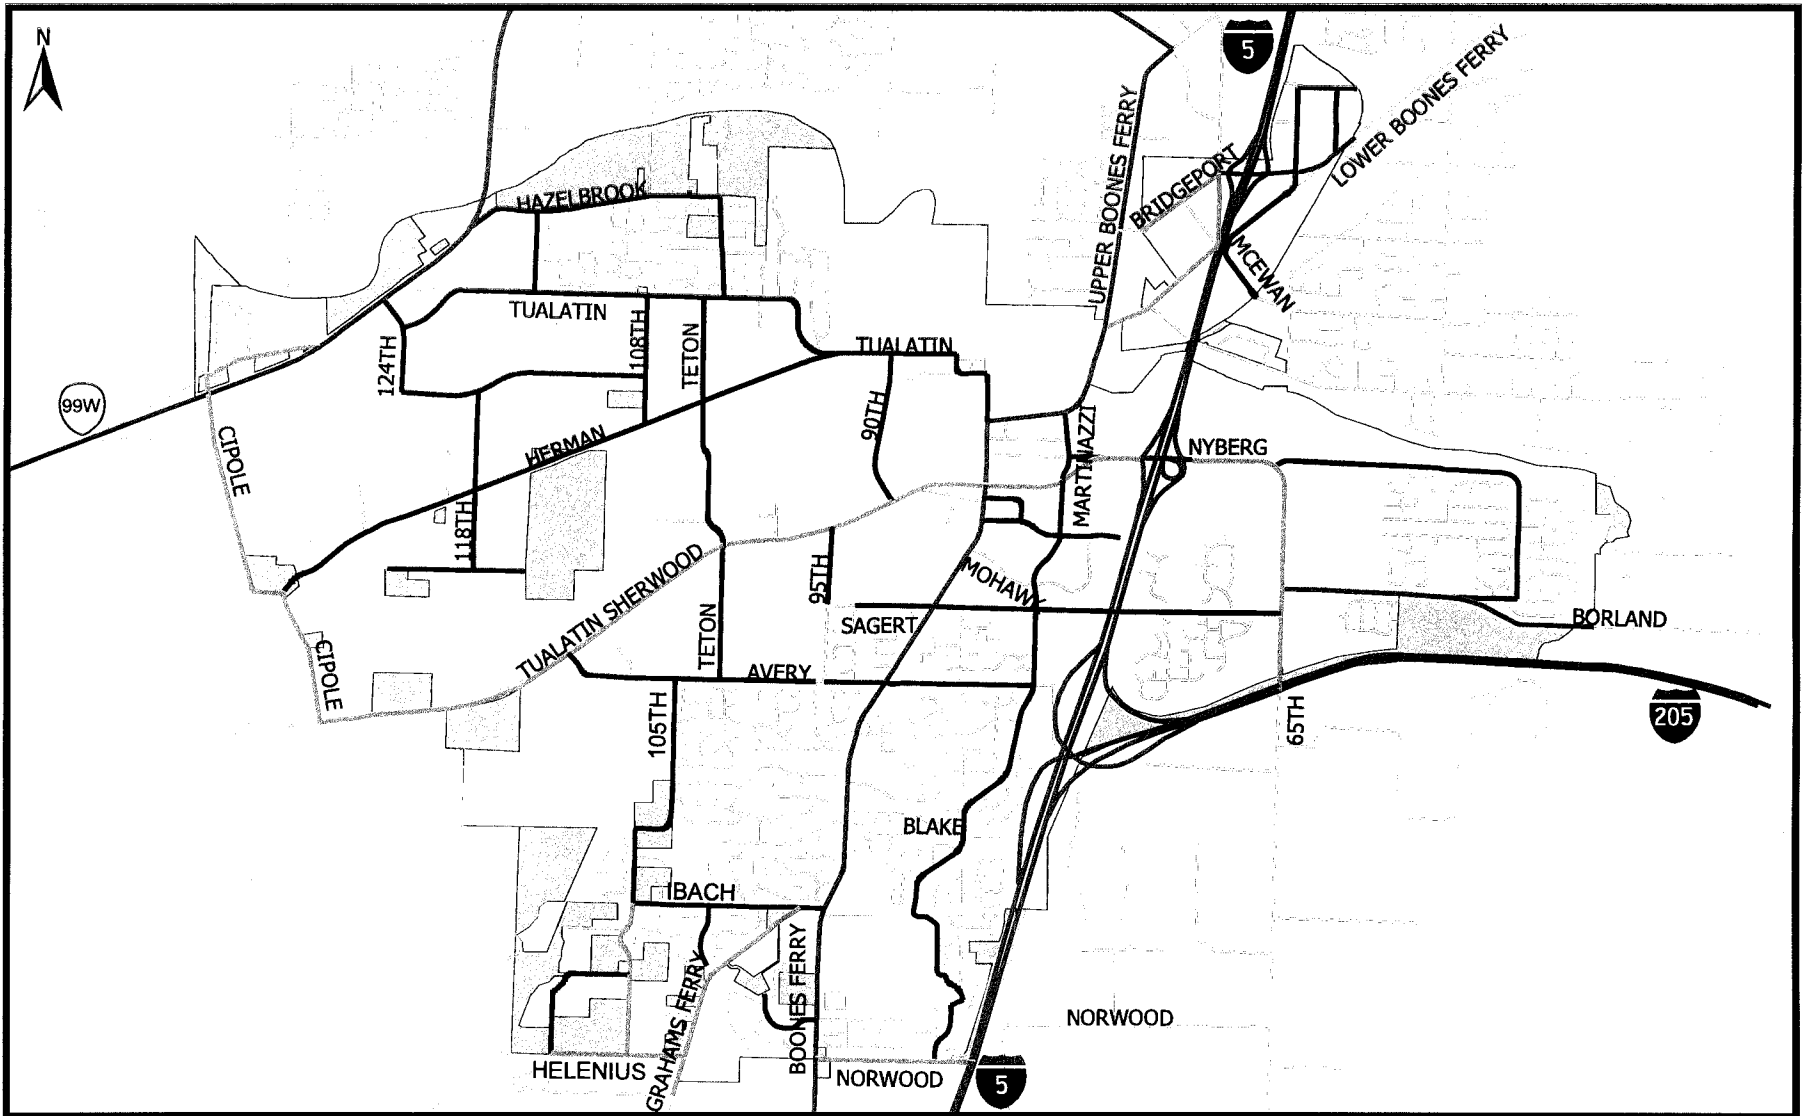 N
5
UPPER BOONES FERRY
LOWER BOONES FERRY
BRIDGEPORT
HAZELBROOK
MCEWAN
TUALATIN
108TH
TETON
124TH
TUALATIN
99W
90TH
MARTINAZZI
CIPOLE
HERMAN
NYBERG
118TH
TUALATIN SHERWOOD
95TH
MOHAWK
SAGERT
BORLAND
TETON
CIPOLE
AVERY
105TH
65TH
205
BLAKE
IBACH
GRAHAMS FERRY
BOONES FERRY
NORWOOD
HELENIUS
NORWOOD
5